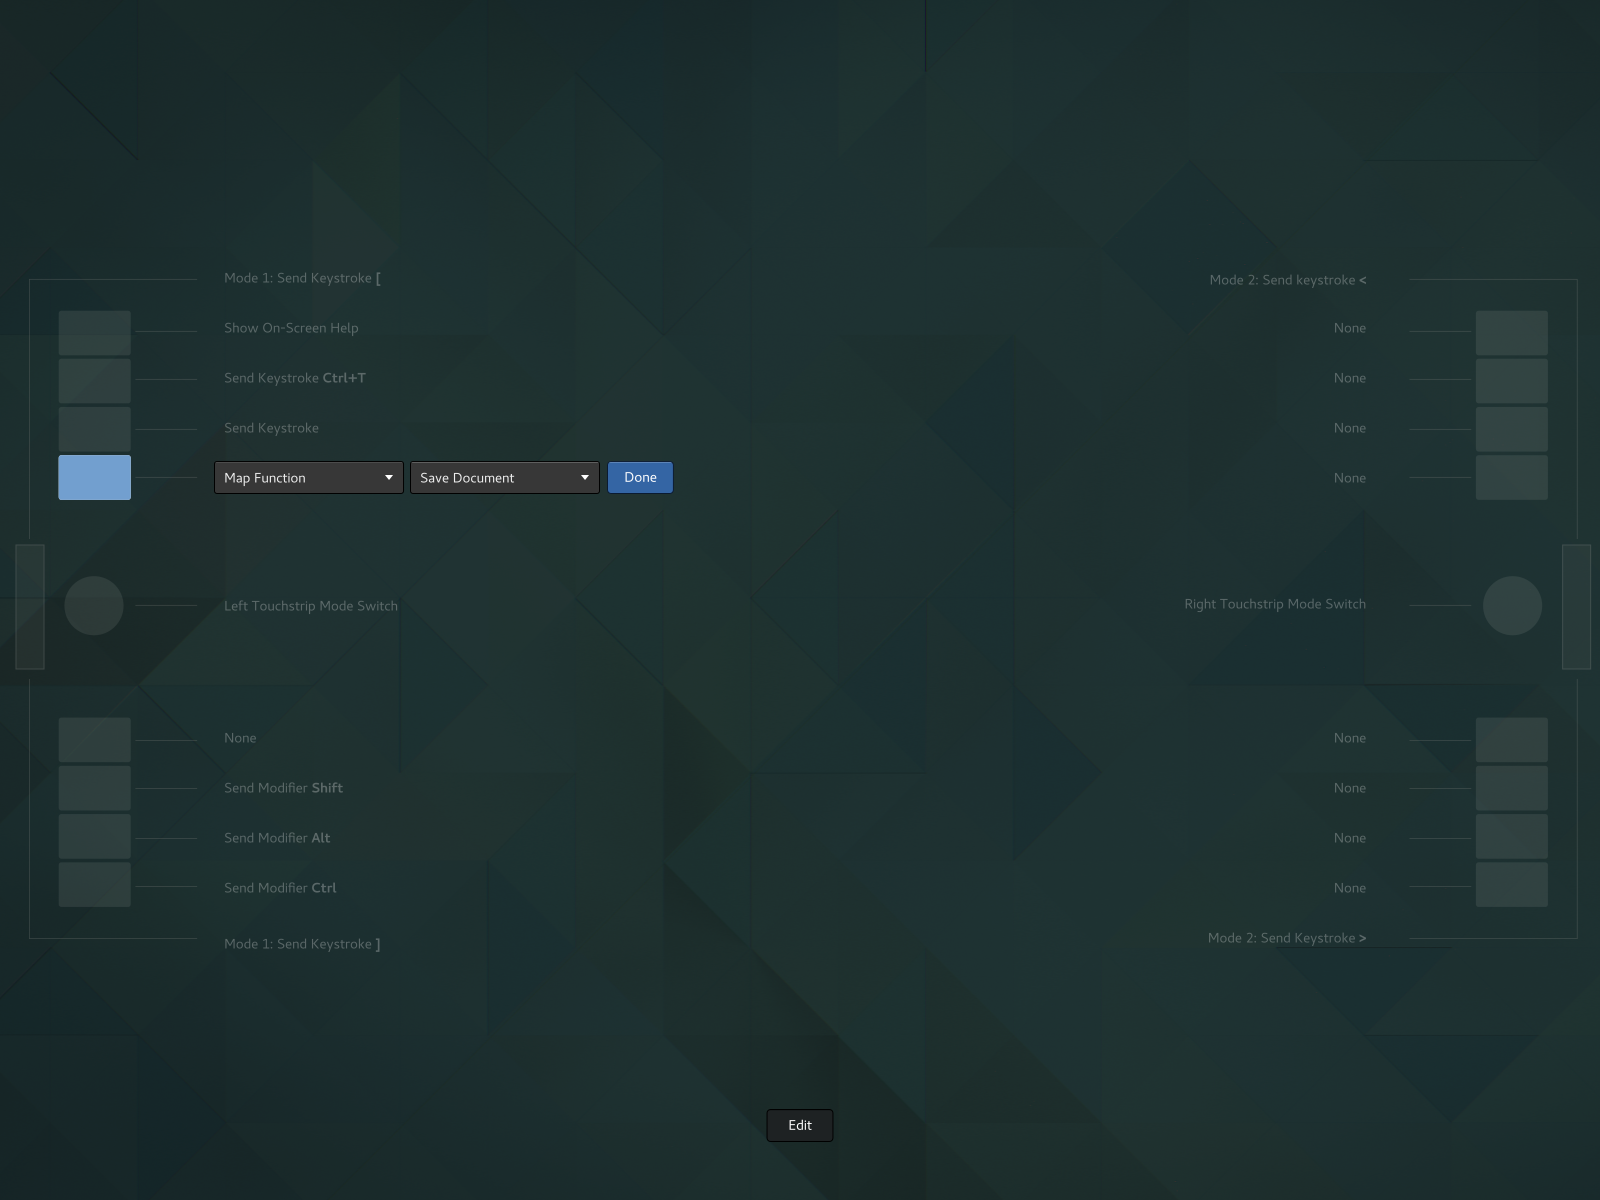 Mode 1: Send Keystroke [
Mode 2: Send keystroke <
Show On-Screen Help
None
Send Keystroke Ctrl+T
None
Send Keystroke
None
Map Function
Save Document
Done
None
Left Touchstrip Mode Switch
Right Touchstrip Mode Switch
None
None
Send Modifier Shift
None
Send Modifier Alt
None
Send Modifier Ctrl
None
Mode 1: Send Keystroke ]
Mode 2: Send Keystroke >
Edit